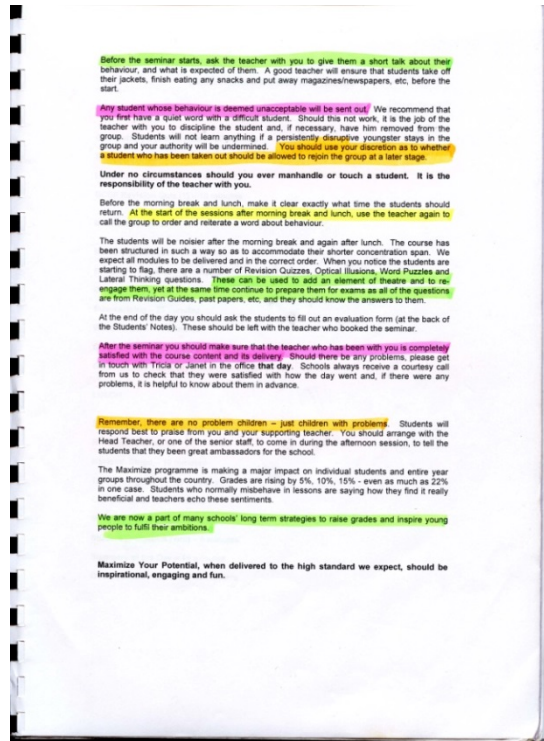 Before the seminar starts, ask the teacher with you to give them a short talk about their
behaviour, and what is expected of them. A good teacher will ensure that students take off
their jackets, finish eating any snacks and put away magazines/newspapers, etc, before the
start.
Any student whose behaviour is deemed unacceptable will be sent out. We recommend that
you first have a quiet word with a difficult student. Should this not work, it is the job of the
teacher with you to discipline the student and, if necessary, have him removed from the
group. Students will not learn anything if a persistently disruptive youngster stays in the
group and your authority will be undermined. You should use your discretion as to whether
a student who has been taken out should be allowed to rejoin the group at a later stage.
Under no circumstances should you ever manhandle or touch a student. It is the
responsibility of the teacher with you.
Before the morning break and lunch, make it clear exactly what time the students should
return. At the start of the sessions after morning break and lunch, use the teacher again to
call the group to order and reiterate a word about behaviour.
The students will be noisier after the morning break and again after lunch. The course has
been structured in such a way so as to accommodate their shorter concentration span. We
expect all modules to be delivered and in the correct order. When you notice the students are
starting to flag, there are a number of Revision Quizzes, Optical Illusions, Word Puzzles and
Lateral Thinking questions. These can be used to add an element of theatre and to re-
engage them, yet at the same time continue to prepare them for exams as all of the questions
are from Revision Guides, past papers, etc, and they should know the answers to them.
At the end of the day you should ask the students to fill out an evaluation form (at the back of
the Students' Notes). These should be left with the teacher who booked the seminar.
After the seminar you should make sure that the teacher who has been with you is completely
satisfied with the course content and its delivery. Should there be any problems, please get
in touch with Tricia or Janet in the office that day. Schools always receive a courtesy call
from us to check that they were satisfied with how the day went and, if there were any
problems, it is helpful to know about them in advance.
Remember, there are no problem children – just children with problems. Students will
respond best to praise from you and your supporting teacher. You should arrange with the
Head Teacher, or one of the senior staff, to come in during the afternoon session, to tell the
students that they been great ambassadors for the school.
The Maximize programme is making a major impact on individual students and entire year
groups throughout the country. Grades are rising by 5%, 10%, 15% - even as much as 22%
in one case. Students who normally misbehave in lessons are saying how they find it really
beneficial and teachers echo these sentiments.
We are now a part of many schools' long term strategies to raise grades and inspire young
people to fulfil their ambitions.
Maximize Your Potential, when delivered to the high standard we expect, should be
inspirational, engaging and fun.